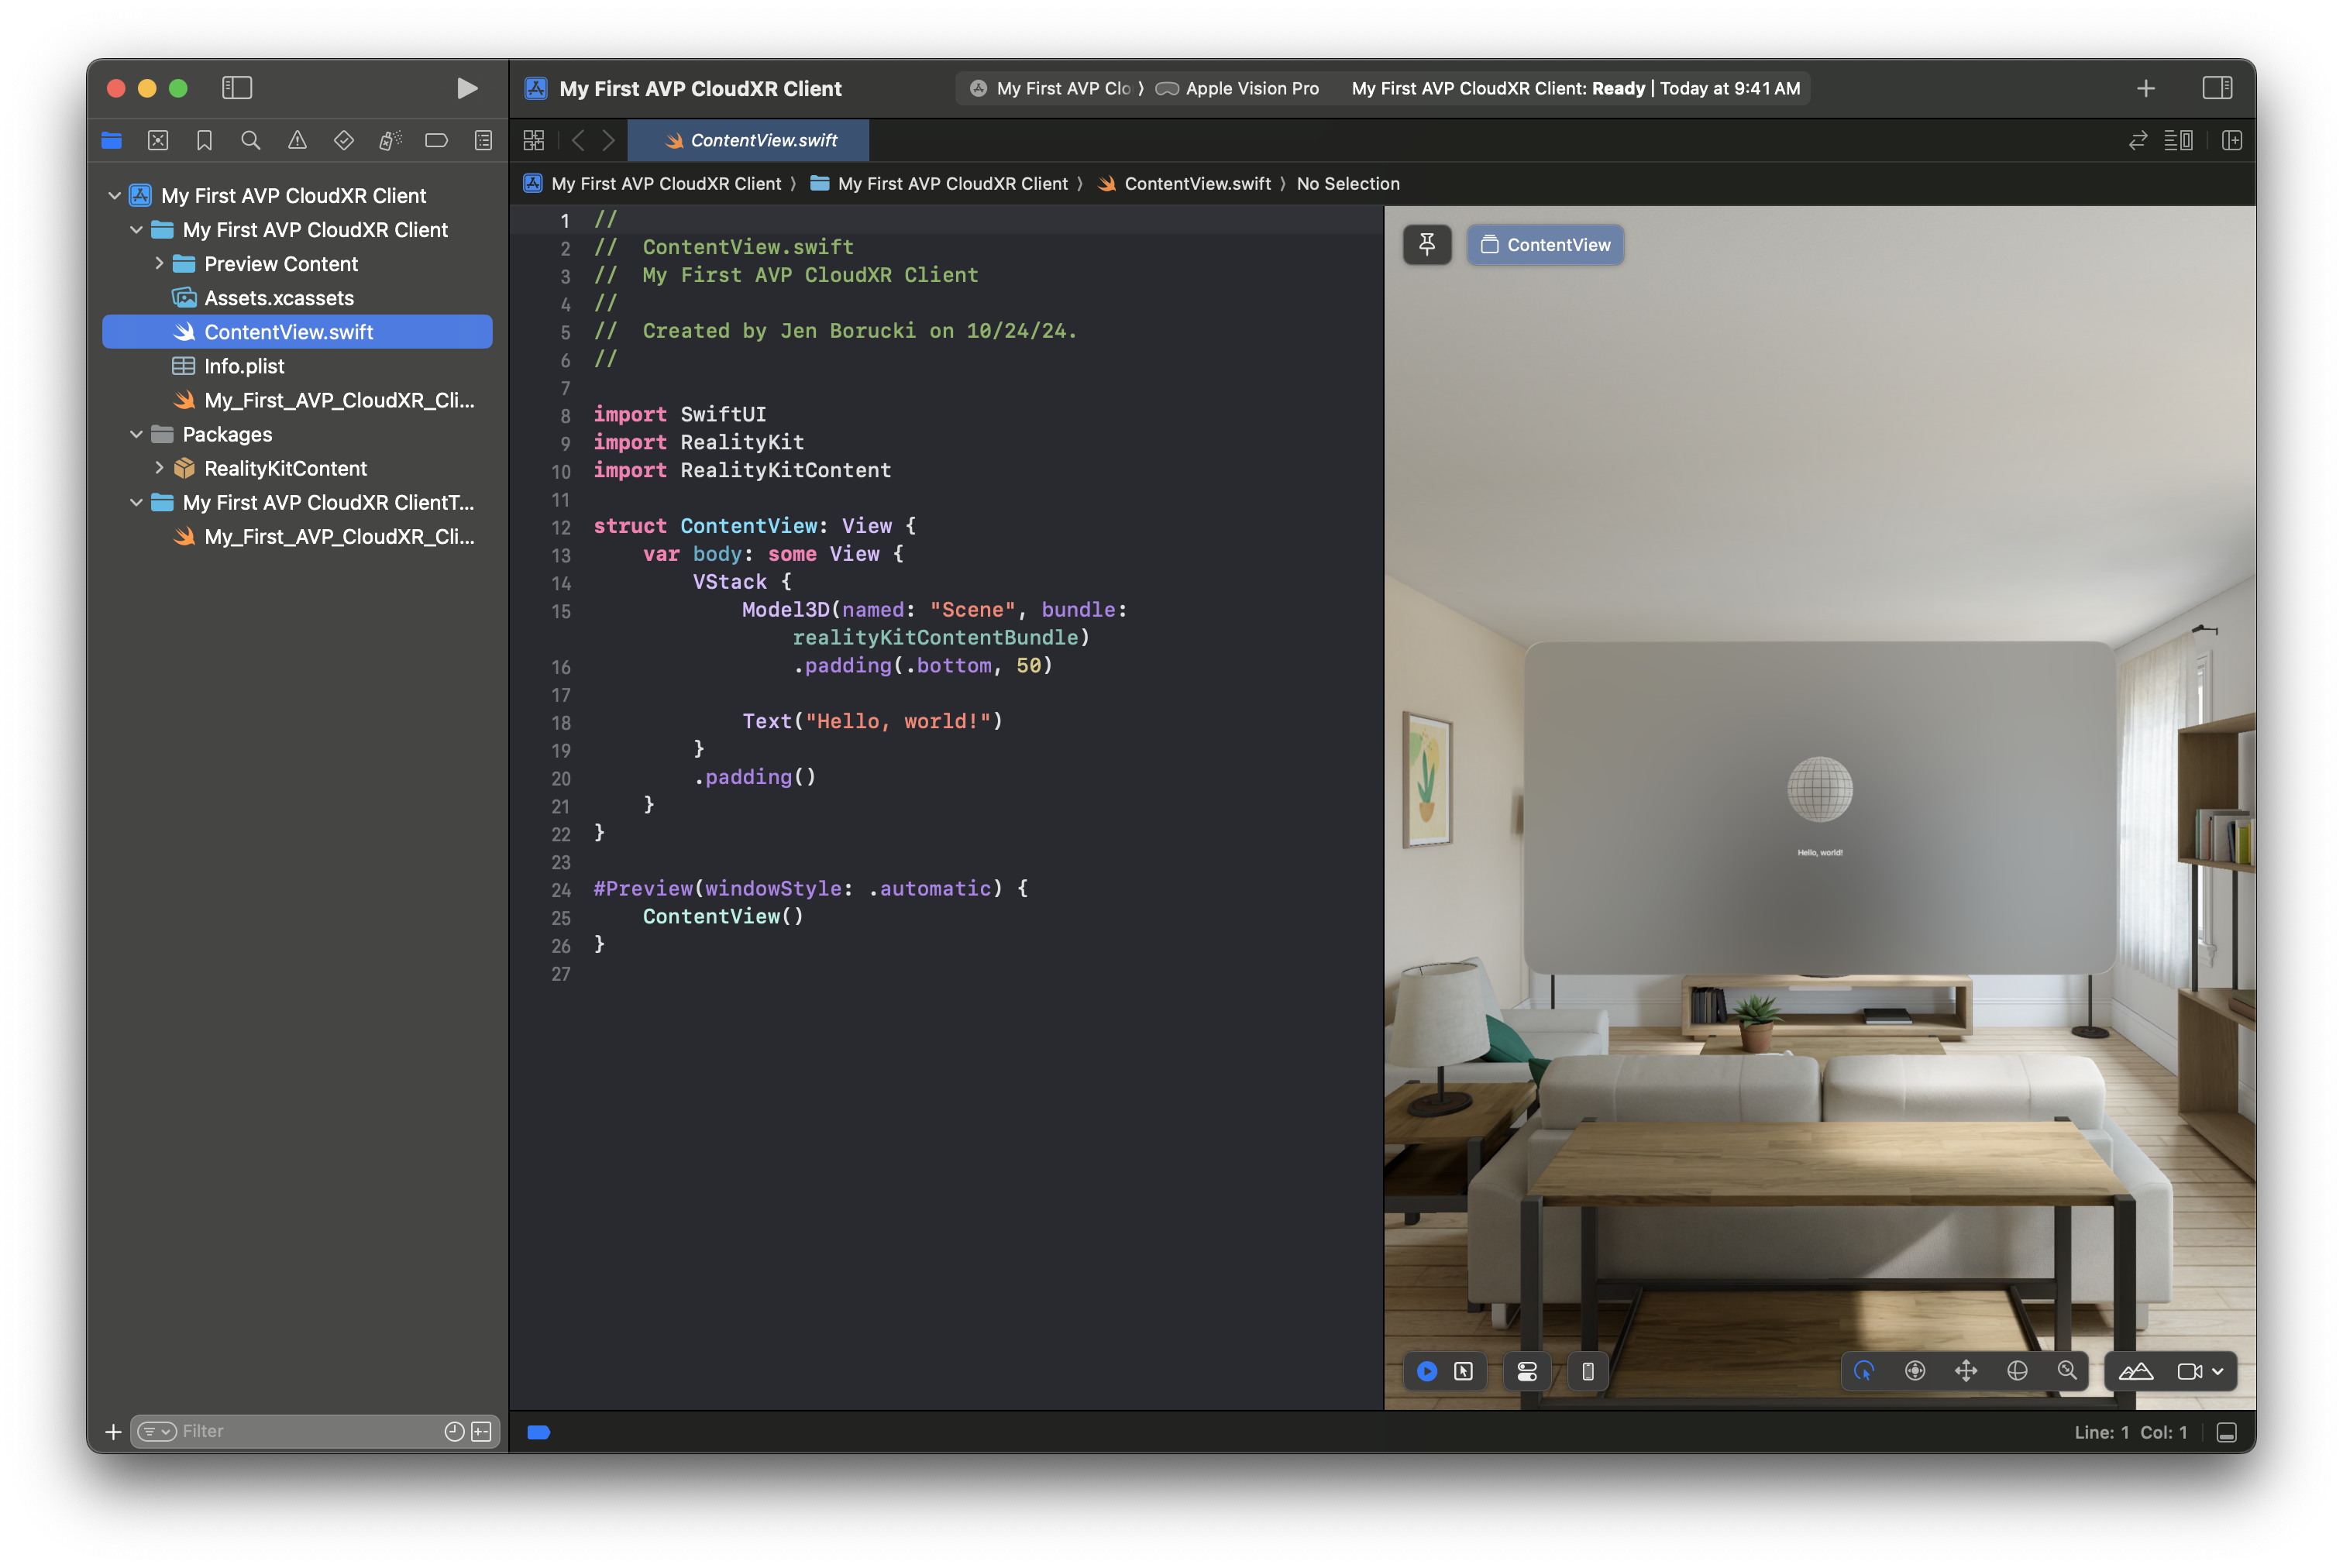 My First AVP CloudXR Client
My First AVP Clo
Apple Vision Pro
My First AVP CloudXR Client: Ready | Today at 9:41 AM
ContentView.swift
My First AVP CloudXR Client
My First AVP CloudXR Client
ContentView.swift
No Selection
My First AVP CloudXR Client
My First AVP CloudXR Client
Preview Content
Assets.xcassets
ContentView.swift
Info.plist
My_First_AVP_CloudXR_Cli...
Packages
RealityKitContent
My First AVP CloudXR ClientT...
My_First_AVP_CloudXR_Cli...
1 //
2 //  ContentView.swift
3 //  My First AVP CloudXR Client
4 //
5 //  Created by Jen Borucki on 10/24/24.
6 //
7
8 import SwiftUI
9 import RealityKit
10 import RealityKitContent
11
12 struct ContentView: View {
13     var body: some View {
14         VStack {
15             Model3D(named: "Scene", bundle:
                realityKitContentBundle)
16                 .padding(.bottom, 50)
17
18             Text("Hello, world!")
19         }
20         .padding()
21     }
22 }
23
24 #Preview(windowStyle: .automatic) {
25     ContentView()
26 }
27
ContentView
Hello, world!
Filter
Line: 1 Col: 1